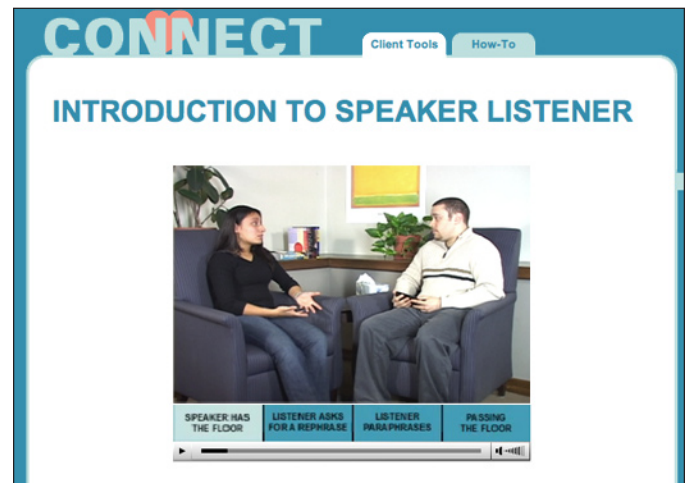 CONNECT
Client Tools
How-To
INTRODUCTION TO SPEAKER LISTENER
SPEAKER HAS
THE FLOOR
LISTENER ASKS
FOR A REPHRASE
LISTENER
PARAPHRASES
PASSING
THE FLOOR